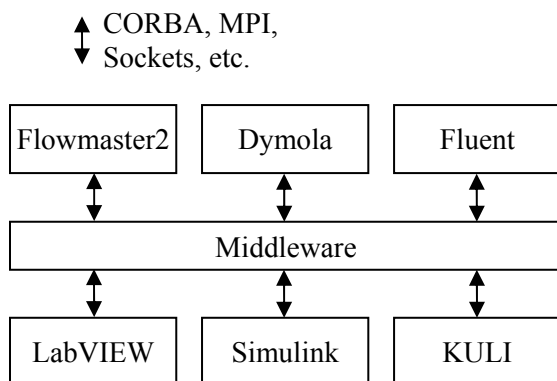 CORBA, MPI,
Sockets, etc.
Flowmaster2 Dymola Fluent
Middleware
LabVIEW Simulink KULI